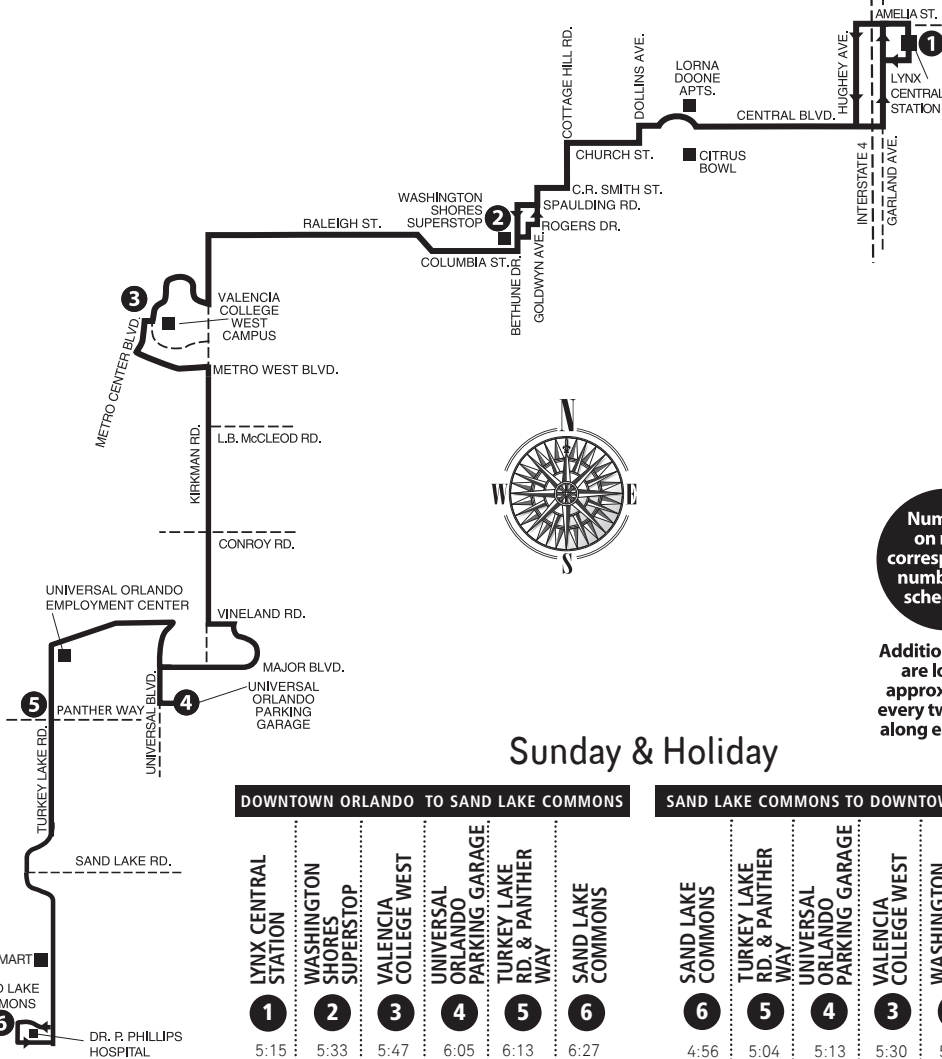 AMELIA ST.
1
LYNX
CENTRAL
STATION
HUGHEY AVE.
INTERSTATE 4
GARLAND AVE.
CENTRAL BLVD.
LORNA
DOONE
APTS.
CITRUS
BOWL
DOLLINS AVE.
COTTAGE HILL RD.
CHURCH ST.
C.R. SMITH ST.
SPAULDING RD.
ROGERS DR.
WASHINGTON
SHORES
SUPERSTOP
2
RALEIGH ST.
COLUMBIA ST.
BETHUNE DR.
GOLDWYN AVE.
3
VALENCIA
COLLEGE
WEST
CAMPUS
METRO CENTER BLVD.
METRO WEST BLVD.
L.B. McCLEOD RD.
KIRKMAN RD.
CONROY RD.
N
W
E
S
UNIVERSAL ORLANDO
EMPLOYMENT CENTER
VINELAND RD.
MAJOR BLVD.
UNIVERSAL
ORLANDO
PARKING
GARAGE
4
UNIVERSAL BLVD.
5
PANTHER WAY
TURKEY LAKE RD.
SAND LAKE RD.
MART
LAKE
6
DR. P. PHILLIPS
HOSPITAL
on
are
every
along
Sunday & Holiday
DOWNTOWN ORLANDO TO SAND LAKE COMMONS
LYNX CENTRAL
STATION
WASHINGTON
SHORES
SUPERSTOP
VALENCIA
COLLEGE WEST
UNIVERSAL
ORLANDO
PARKING GARAGE
TURKEY LAKE
RD. & PANTHER
WAY
SAND LAKE
COMMONS
1 2 3 4 5 6
5:15 5:33 5:47 6:05 6:13 6:27
SAND LAKE COMMONS TO
SAND LAKE
COMMONS
TURKEY LAKE
RD. & PANTHER
WAY
UNIVERSAL
ORLANDO
PARKING GARAGE
VALENCIA
COLLEGE WEST
WASHINGTON
6 5 4 3
4:56 5:04 5:13 5:30